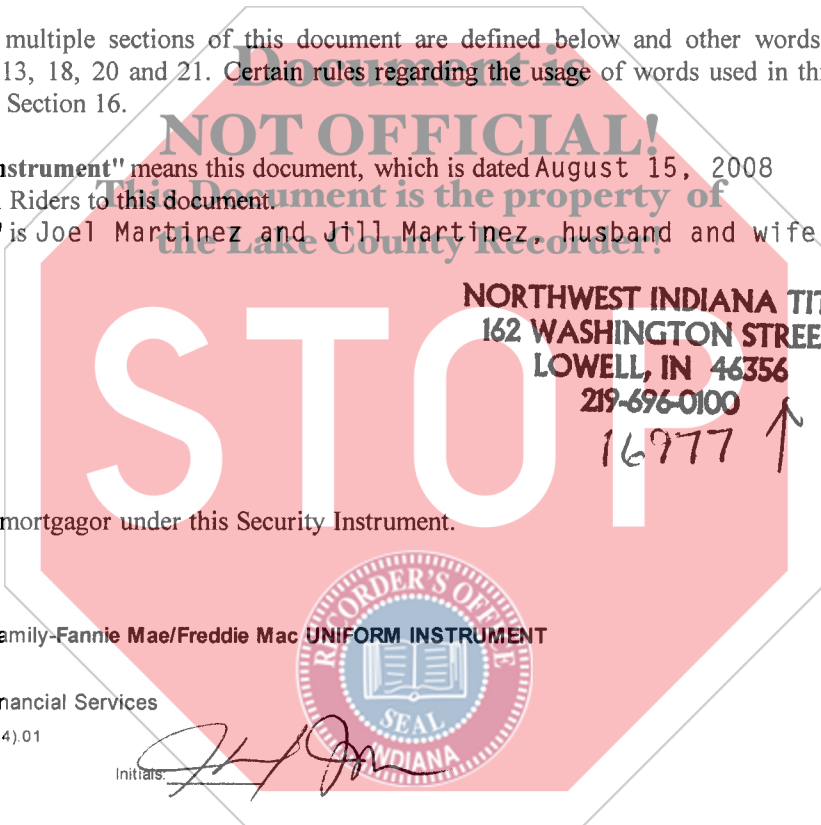 multiple sections of this document are defined below and other words
13, 18, 20 and 21. Certain rules regarding the usage of words used in thi
Section 16.
Document is
NOT OFFICIAL!
This Document is the property of
the Lake County Recorder!
nstrument" means this document, which is dated August 15, 2008
Riders to this document.
" is Joel Martinez and Jill Martinez, husband and wife
NORTHWEST INDIANA TIT
162 WASHINGTON STREE
LOWELL, IN 46356
219-696-0100
16977
STOP
mortgagor under this Security Instrument.
RECORDER'S OFFICE
SEAL
INDIANA
amily-Fannie Mae/Freddie Mac UNIFORM INSTRUMENT
nancial Services
4).01
Initials: